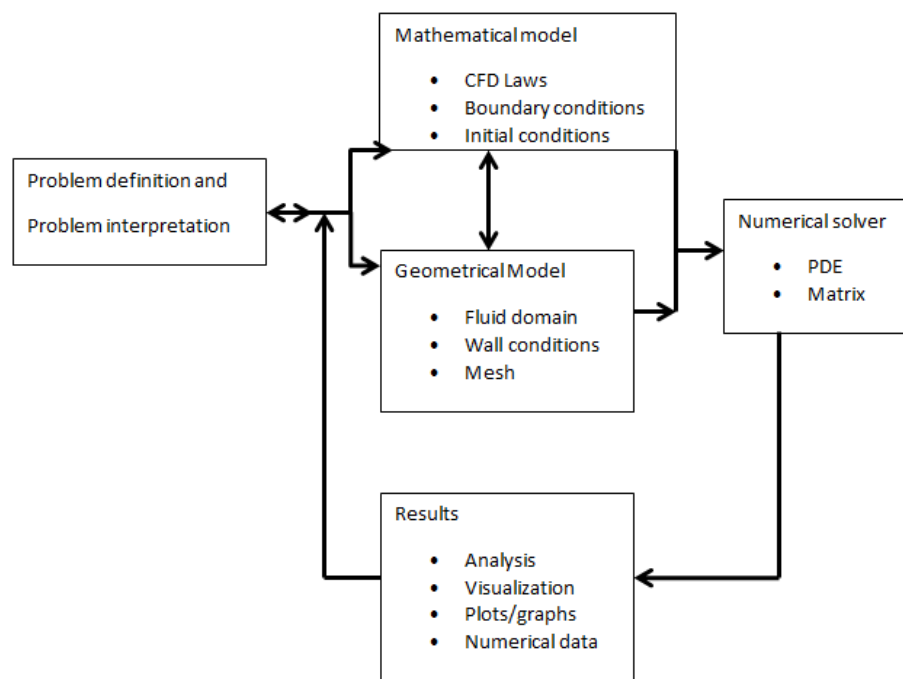 Mathematical model
• CFD Laws
• Boundary conditions
• Initial conditions
Problem definition and
Problem interpretation
Geometrical Model
• Fluid domain
• Wall conditions
• Mesh
Numerical solver
• PDE
• Matrix
Results
• Analysis
• Visualization
• Plots/graphs
• Numerical data